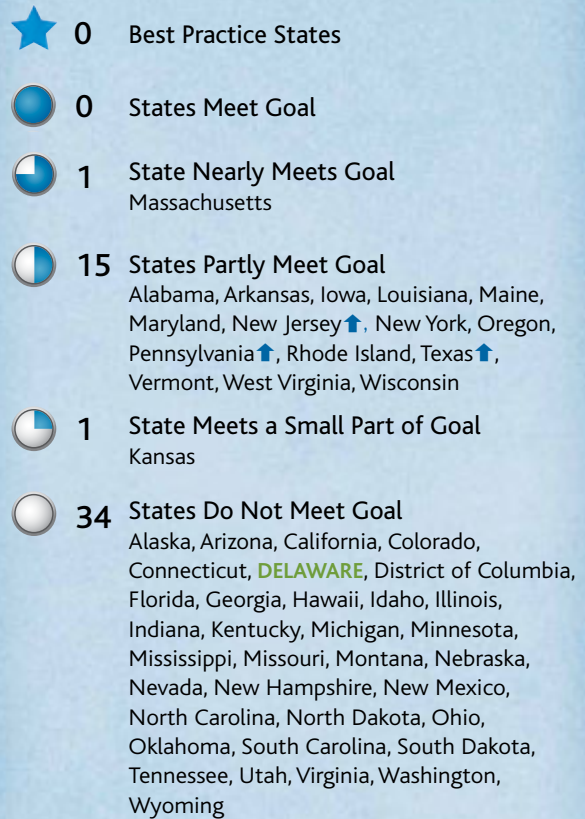 0 Best Practice States
0 States Meet Goal
1 State Nearly Meets Goal
Massachusetts
15 States Partly Meet Goal
Alabama, Arkansas, Iowa, Louisiana, Maine,
Maryland, New Jersey⬆, New York, Oregon,
Pennsylvania⬆, Rhode Island, Texas⬆,
Vermont, West Virginia, Wisconsin
1 State Meets a Small Part of Goal
Kansas
34 States Do Not Meet Goal
Alaska, Arizona, California, Colorado,
Connecticut, DELAWARE, District of Columbia,
Florida, Georgia, Hawaii, Idaho, Illinois,
Indiana, Kentucky, Michigan, Minnesota,
Mississippi, Missouri, Montana, Nebraska,
Nevada, New Hampshire, New Mexico,
North Carolina, North Dakota, Ohio,
Oklahoma, South Carolina, South Dakota,
Tennessee, Utah, Virginia, Washington,
Wyoming